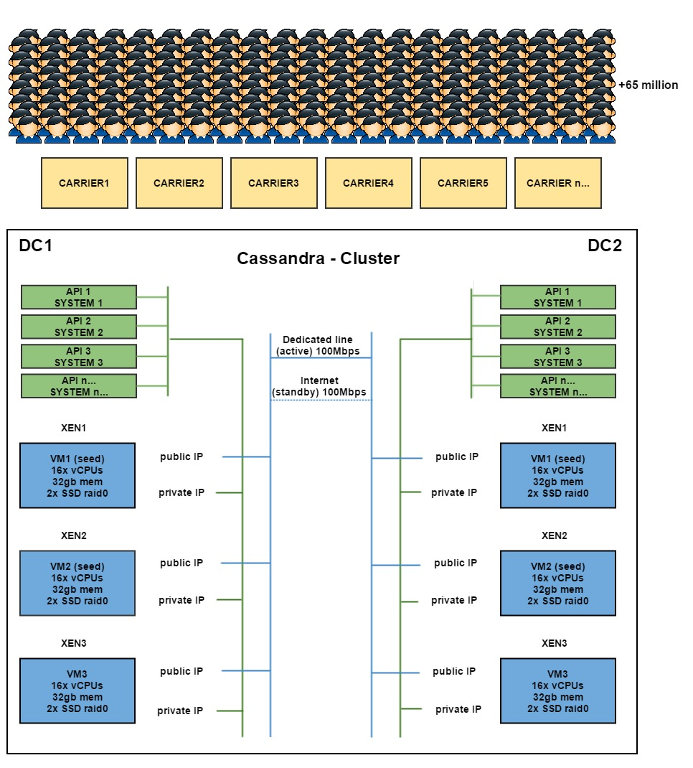 +65 million
CARRIER1
CARRIER2
CARRIER3
CARRIER4
CARRIER5
CARRIER n...
DC1
DC2
Cassandra - Cluster
API 1
SYSTEM 1
API 2
SYSTEM 2
API 3
SYSTEM 3
API n...
SYSTEM n...
API 1
SYSTEM 1
API 2
SYSTEM 2
API 3
SYSTEM 3
API n...
SYSTEM n...
Dedicated line
(active) 100Mbps
Internet
(standby) 100Mbps
XEN1
VM1 (seed)
16x vCPUs
32gb mem
2x SSD raid0
public IP
private IP
public IP
private IP
XEN1
VM1 (seed)
16x vCPUs
32gb mem
2x SSD raid0
XEN2
VM2 (seed)
16x vCPUs
32gb mem
2x SSD raid0
public IP
private IP
public IP
private IP
XEN2
VM2 (seed)
16x vCPUs
32gb mem
2x SSD raid0
XEN3
VM3
16x vCPUs
32gb mem
2x SSD raid0
public IP
private IP
public IP
private IP
XEN3
VM3
16x vCPUs
32gb mem
2x SSD raid0